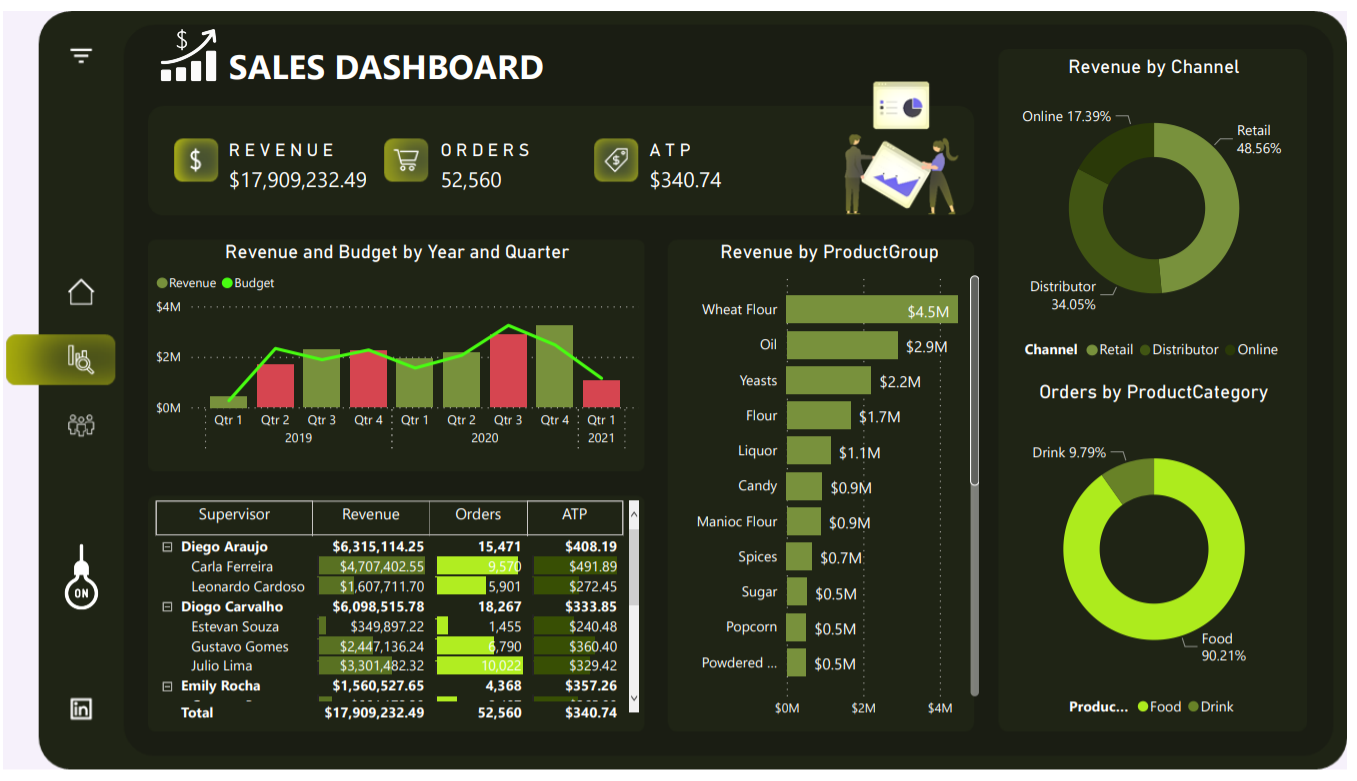 SALES DASHBOARD
REVENUE
$17,909,232.49
ORDERS
52,560
ATP
$340.74
Revenue and Budget by Year and Quarter
Revenue Budget
$4M
$2M
$0M
Qtr 1 Qtr 2 Qtr 3 Qtr 4 Qtr 1 Qtr 2 Qtr 3 Qtr 4 Qtr 1
2019 2020 2021
Supervisor Revenue Orders ATP
Diego Araujo $6,315,114.25 15,471 $408.19
Carla Ferreira $4,707,402.55 9,570 $491.89
Leonardo Cardoso $1,607,711.70 5,901 $272.45
Diogo Carvalho $6,098,515.78 18,267 $333.85
Estevan Souza $349,897.22 1,455 $240.48
Gustavo Gomes $2,447,136.24 6,790 $360.40
Julio Lima $3,301,482.32 10,022 $329.42
Emily Rocha $1,560,527.65 4,368 $357.26
Total $17,909,232.49 52,560 $340.74
Revenue by ProductGroup
Wheat Flour $4.5M
Oil $2.9M
Yeasts $2.2M
Flour $1.7M
Liquor $1.1M
Candy $0.9M
Manioc Flour $0.9M
Spices $0.7M
Sugar $0.5M
Popcorn $0.5M
Powdered ... $0.5M
$0M $2M $4M
Revenue by Channel
Online 17.39%
Retail
48.56%
Distributor
34.05%
Channel Retail Distributor Online
Orders by ProductCategory
Drink 9.79%
Food
90.21%
Produc... Food Drink
ON
in